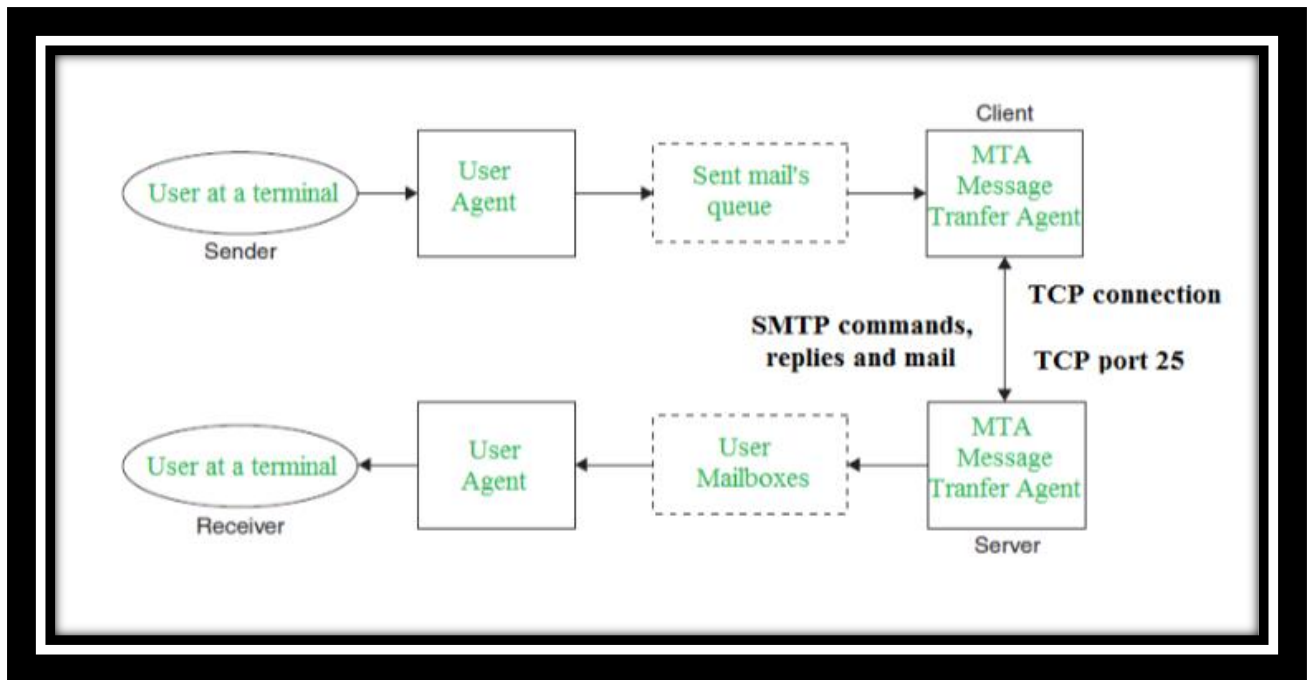 Client
User at a terminal
Sender
User
Agent
Sent mail's
queue
MTA
Message
Tranfer Agent
TCP connection
SMTP commands,
replies and mail
TCP port 25
User at a terminal
Receiver
User
Agent
User
Mailboxes
MTA
Message
Tranfer Agent
Server